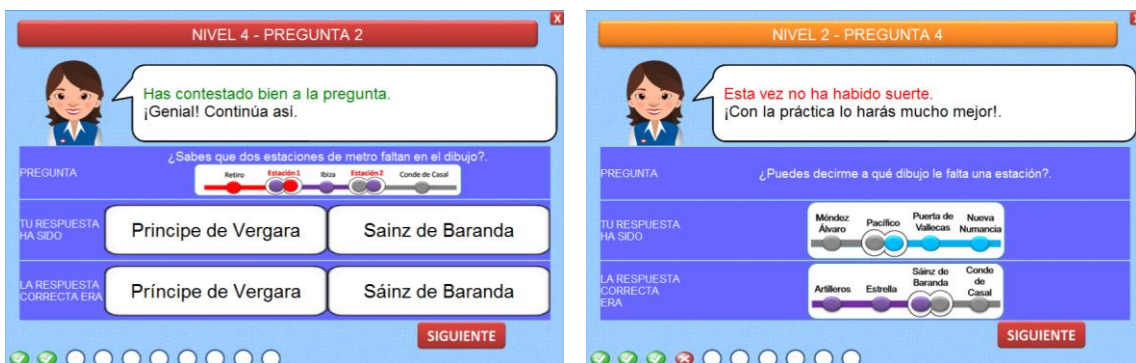 X
NIVEL 4 - PREGUNTA 2
Has contestado bien a la pregunta.
¡Genial! Continúa así.
PREGUNTA
¿Sabes que dos estaciones de metro faltan en el dibujo?.
Retiro Estación 1 Ibiza Estación 2 Conde de Casal
TU RESPUESTA
HA SIDO
Principe de Vergara Sainz de Baranda
LA RESPUESTA
CORRECTA ERA
Príncipe de Vergara Sáinz de Baranda
SIGUIENTE
X
NIVEL 2 - PREGUNTA 4
Esta vez no ha habido suerte.
¡Con la práctica lo harás mucho mejor!.
PREGUNTA
¿Puedes decirme a qué dibujo le falta una estación?.
TU RESPUESTA
HA SIDO
Méndez
Álvaro
Pacífico
Puerta de
Vallecas
Nueva
Numancia
LA RESPUESTA
CORRECTA
ERA
Artilleros
Estrella
Sáinz de
Baranda
Conde
de
Casal
SIGUIENTE